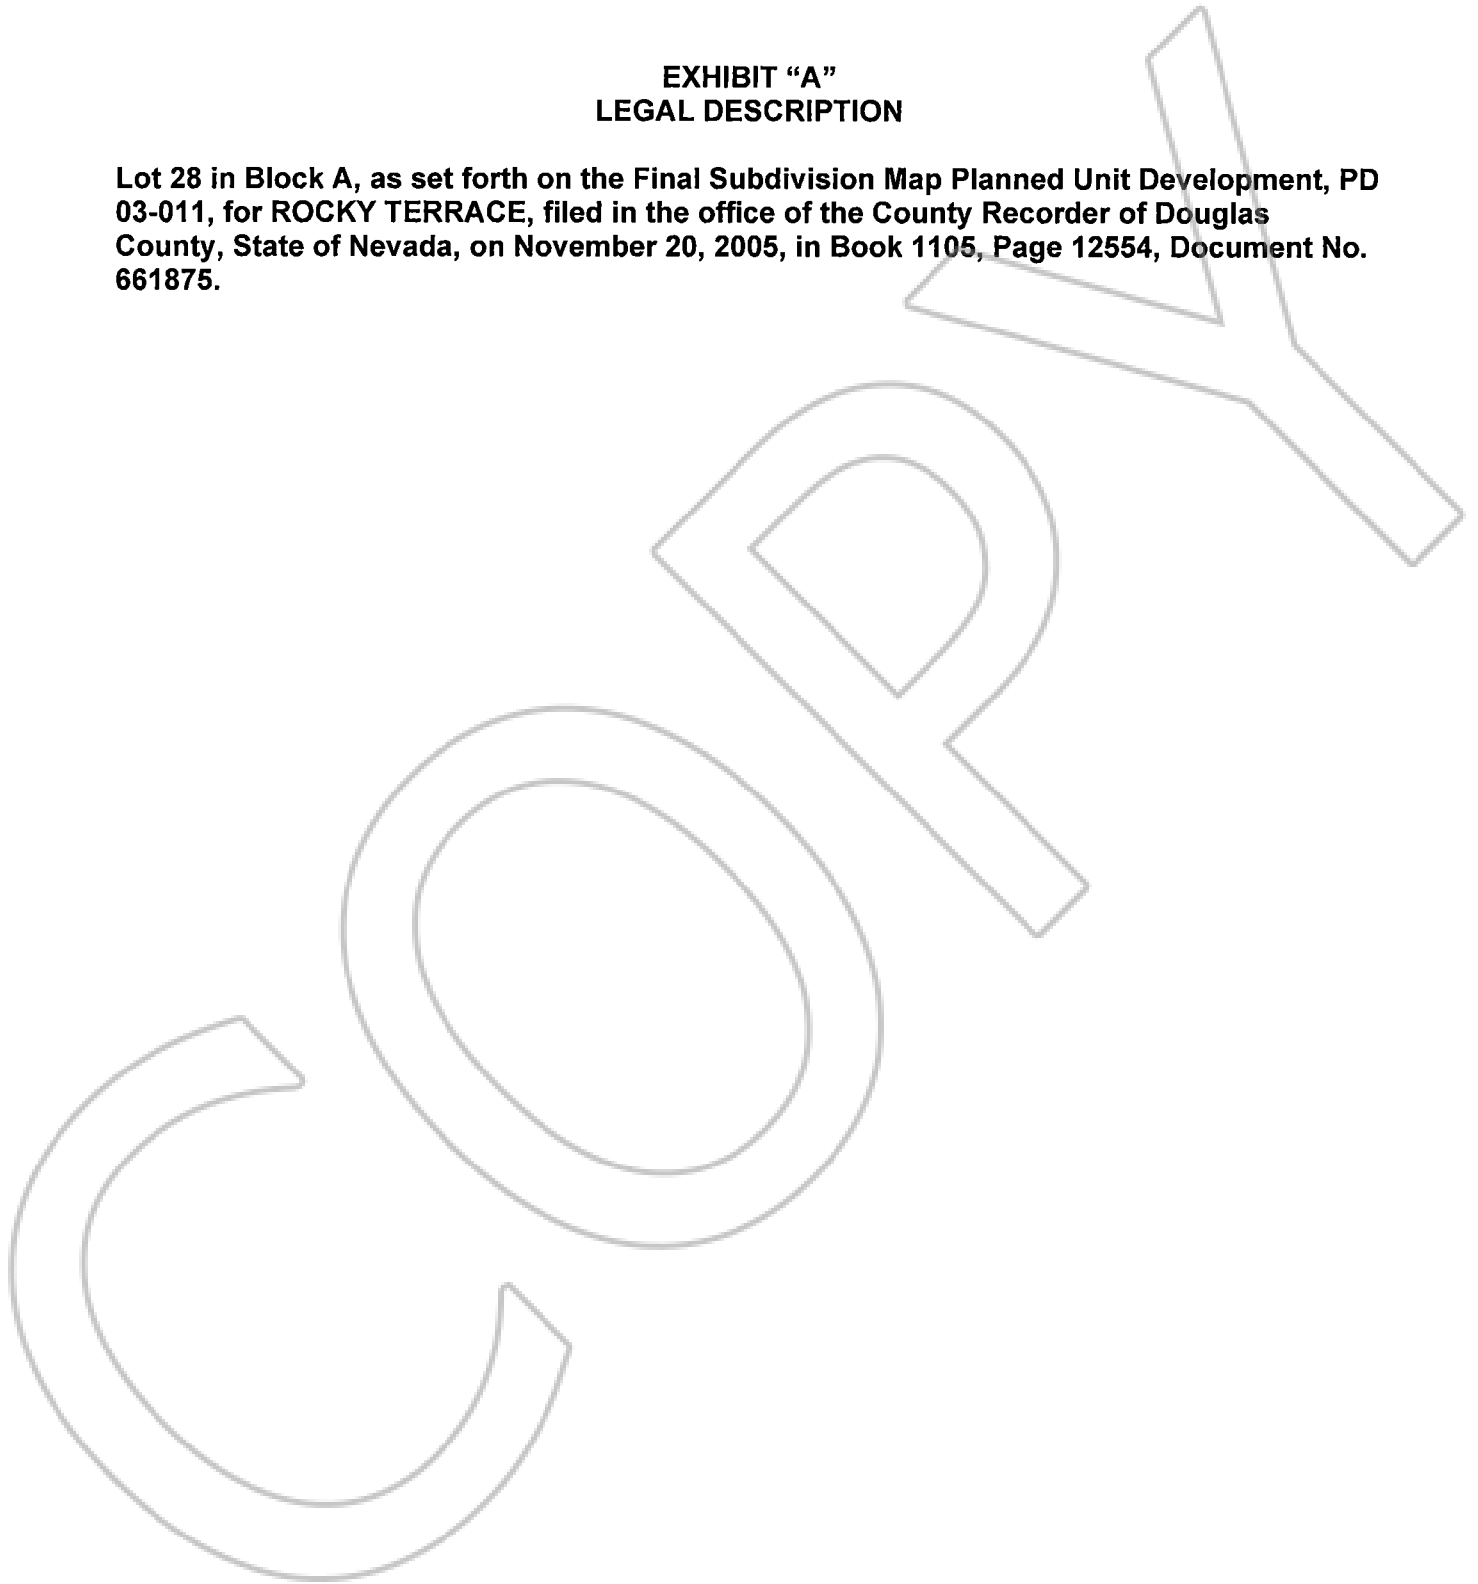 EXHIBIT “A”
LEGAL DESCRIPTION
Lot 28 in Block A, as set forth on the Final Subdivision Map Planned Unit Development, PD
03-011, for ROCKY TERRACE, filed in the office of the County Recorder of Douglas
County, State of Nevada, on November 20, 2005, in Book 1105, Page 12554, Document No.
661875.
COPY